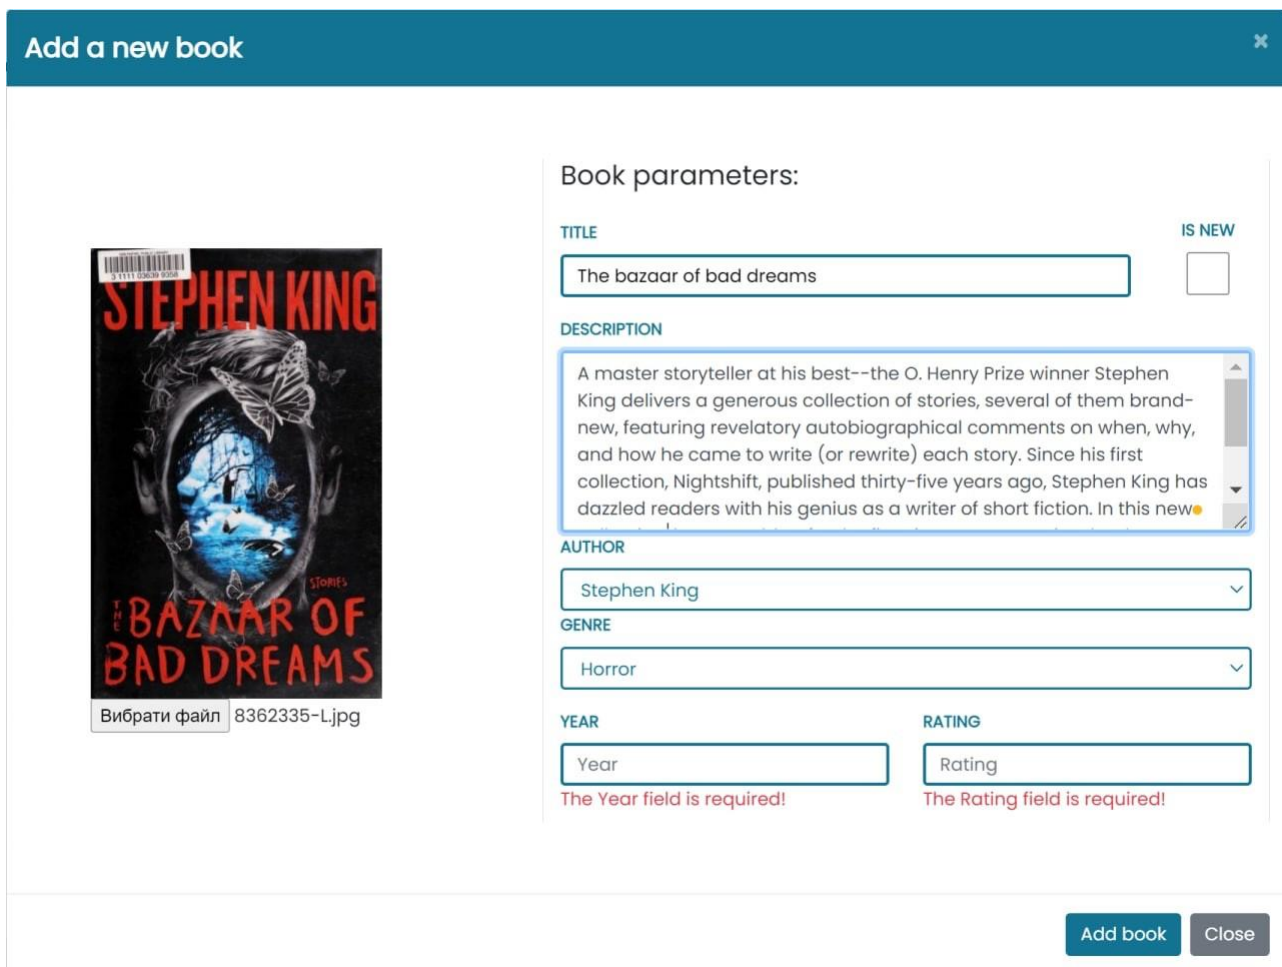 Add a new book
×
Book parameters:
TITLE
IS NEW
The bazaar of bad dreams
DESCRIPTION
A master storyteller at his best--the O. Henry Prize winner Stephen
King delivers a generous collection of stories, several of them brand-
new, featuring revelatory autobiographical comments on when, why,
and how he came to write (or rewrite) each story. Since his first
collection, Nightshift, published thirty-five years ago, Stephen King has
dazzled readers with his genius as a writer of short fiction. In this new
AUTHOR
Stephen King
GENRE
Horror
YEAR
RATING
Year
Rating
The Year field is required!
The Rating field is required!
3 1111 03639 9358
STEPHEN KING
STORIES
THE BAZAAR OF
BAD DREAMS
Вибрати файл 8362335-L.jpg
Add book
Close